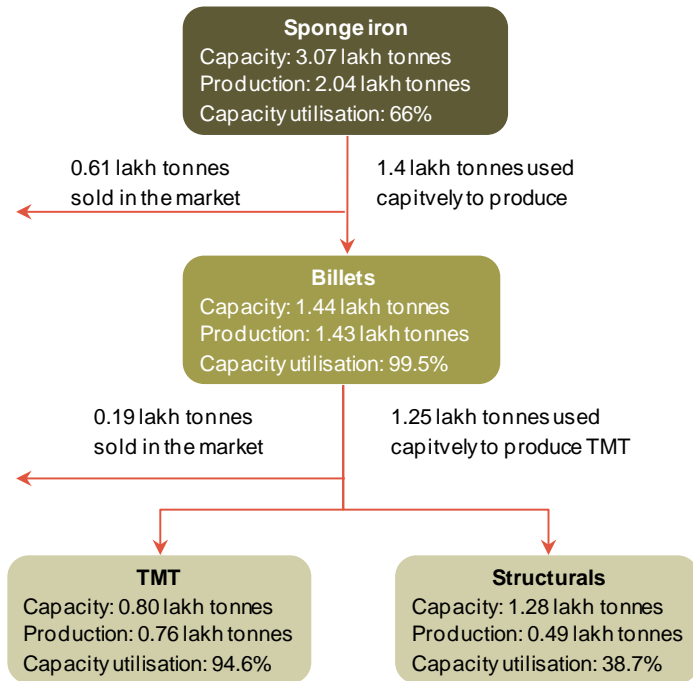 Sponge iron
Capacity: 3.07 lakh tonnes
Production: 2.04 lakh tonnes
Capacity utilisation: 66%
0.61 lakh tonnes
sold in the market
1.4 lakh tonnes used
capitvely to produce
Billets
Capacity: 1.44 lakh tonnes
Production: 1.43 lakh tonnes
Capacity utilisation: 99.5%
0.19 lakh tonnes
sold in the market
1.25 lakh tonnes used
capitvely to produce TMT
TMT
Capacity: 0.80 lakh tonnes
Production: 0.76 lakh tonnes
Capacity utilisation: 94.6%
Structurals
Capacity: 1.28 lakh tonnes
Production: 0.49 lakh tonnes
Capacity utilisation: 38.7%